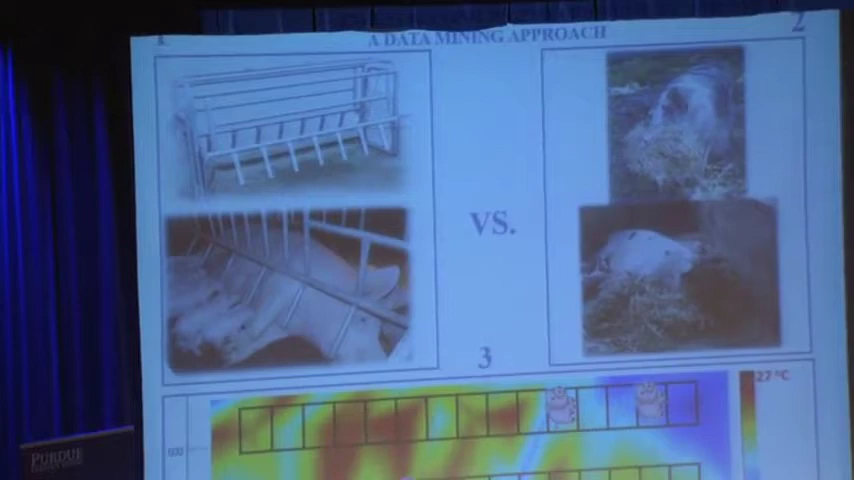 1
A DATA MINING APPROACH
2
VS.
3
27 °C
PURDUE